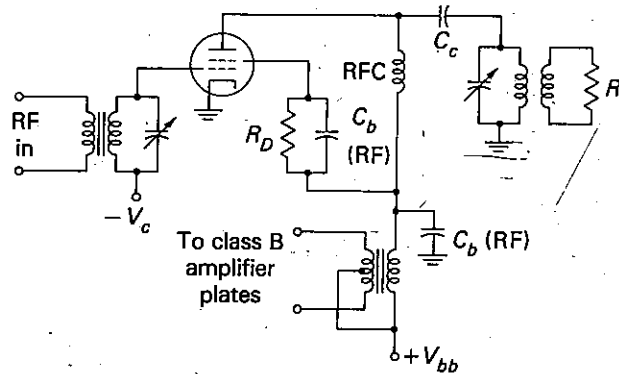 C_c
RFC
R
RF
in
R_D
C_b
(RF)
− V_c
To class B
amplifier
plates
C_b (RF)
+ V_bb